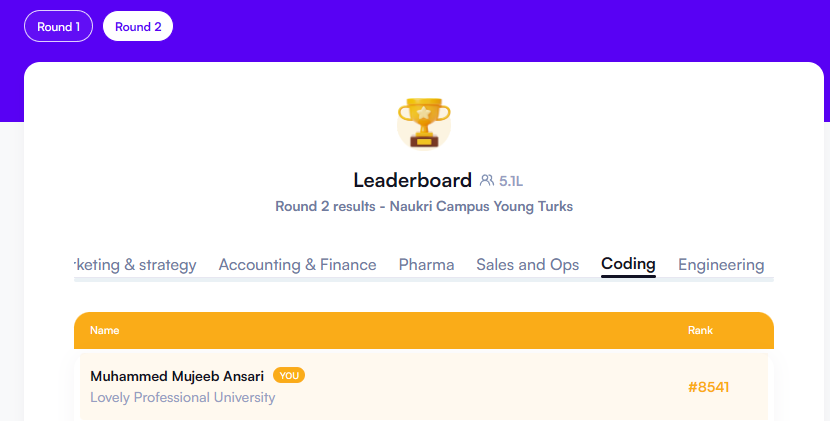 Round 1 Round 2
Leaderboard 5.1L
Round 2 results - Naukri Campus Young Turks
rketing & strategy Accounting & Finance Pharma Sales and Ops Coding Engineering
Name Rank
Muhammed Mujeeb Ansari YOU
#8541
Lovely Professional University